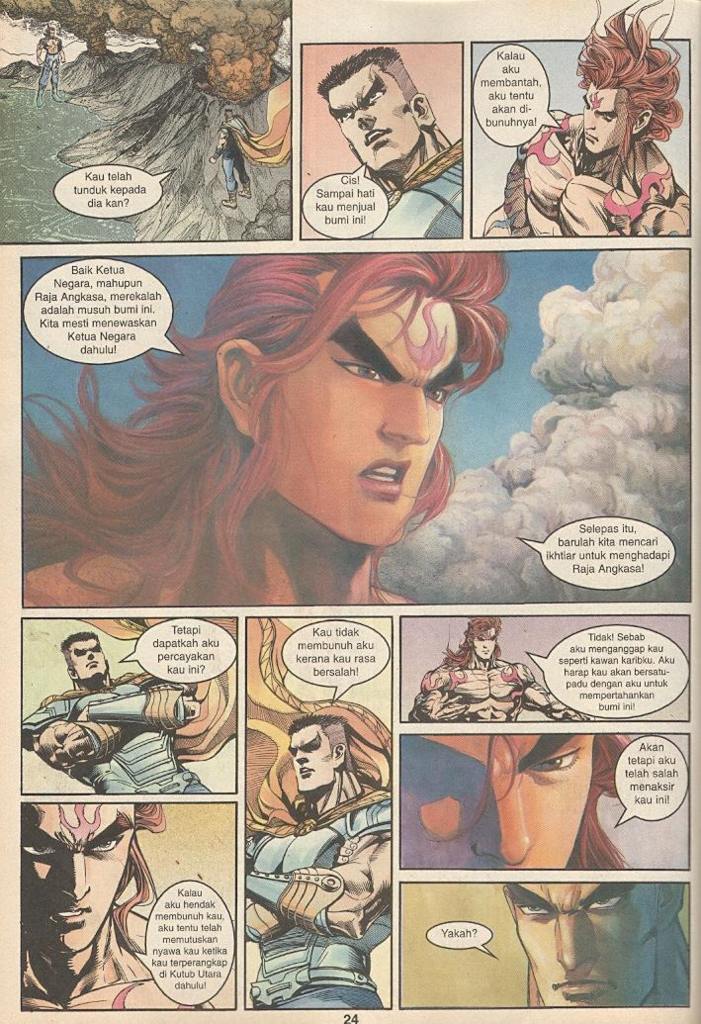 Kau telah
tunduk kepada
dia kan?
Cis!
Sampai hati
kau menjual
bumi ini!
Kalau
aku
membantah,
aku tentu
akan di-
bunuhnya!
Baik Ketua
Negara, mahupun
Raja Angkasa, merekalah
adalah musuh bumi ini.
Kita mesti menewaskan
Ketua Negara
dahulu!
Selepas itu,
barulah kita mencari
ikhtiar untuk menghadapi
Raja Angkasa!
Tetapi
dapatkah aku
percayakan
kau ini?
Kalau
aku hendak
membunuh kau,
aku tentu telah
memutuskan
nyawa kau ketika
kau terperangkap
di Kutub Utara
dahulu!
Kau tidak
membunuh aku
kerana kau rasa
bersalah!
Tidak! Sebab
aku menganggap kau
seperti kawan karibku. Aku
harap kau akan bersatu-
padu dengan aku untuk
mempertahankan
bumi ini!
Akan
tetapi aku
telah salah
menaksir
kau ini!
Yakah?
24